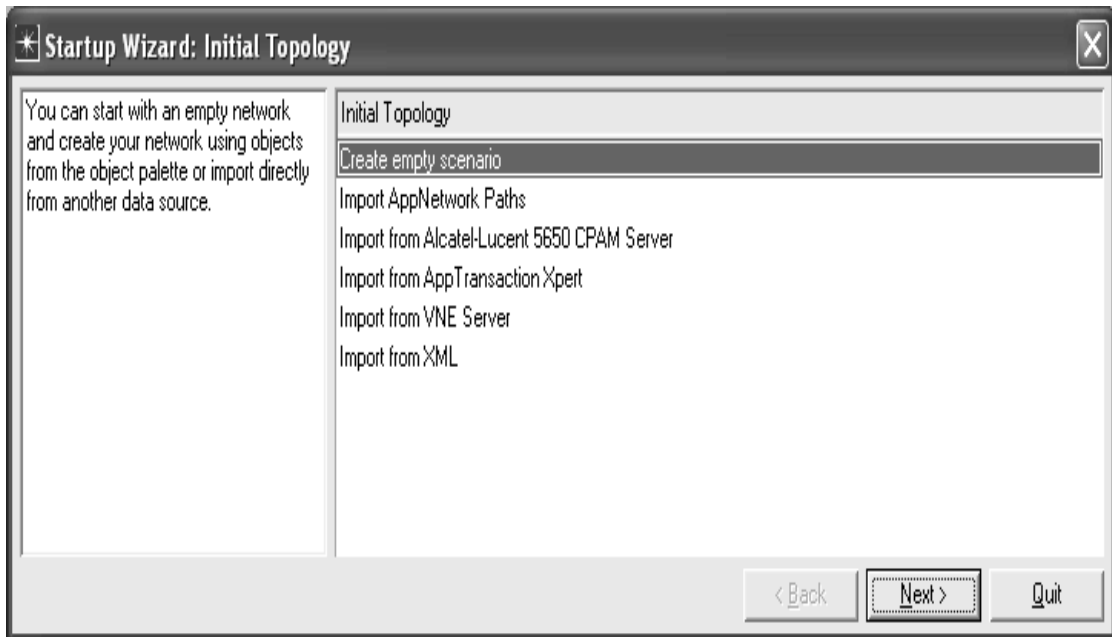 Startup Wizard: Initial Topology
You can start with an empty network
and create your network using objects
from the object palette or import directly
from another data source.
Initial Topology
Create empty scenario
Import AppNetwork Paths
Import from Alcatel-Lucent 5650 CPAM Server
Import from AppTransaction Xpert
Import from VNE Server
Import from XML
< Back
Next >
Quit